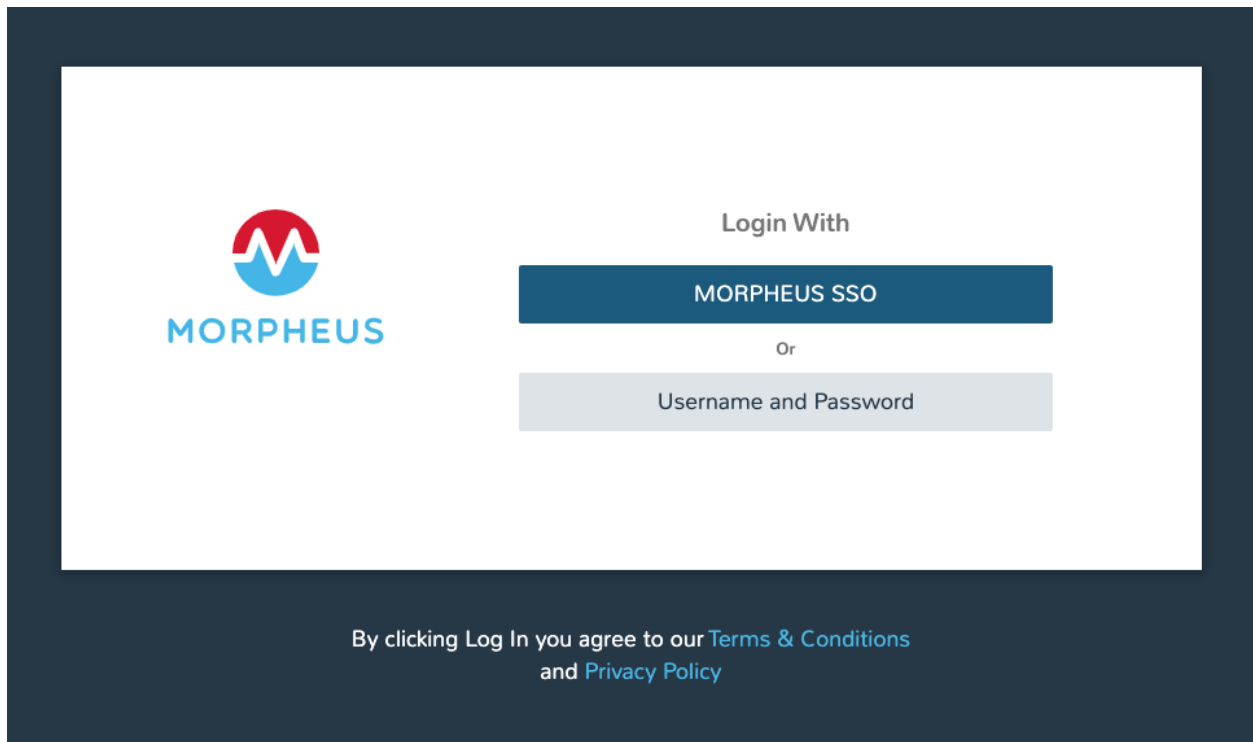 MORPHEUS
Login With
MORPHEUS SSO
Or
Username and Password
By clicking Log In you agree to our Terms & Conditions
and Privacy Policy